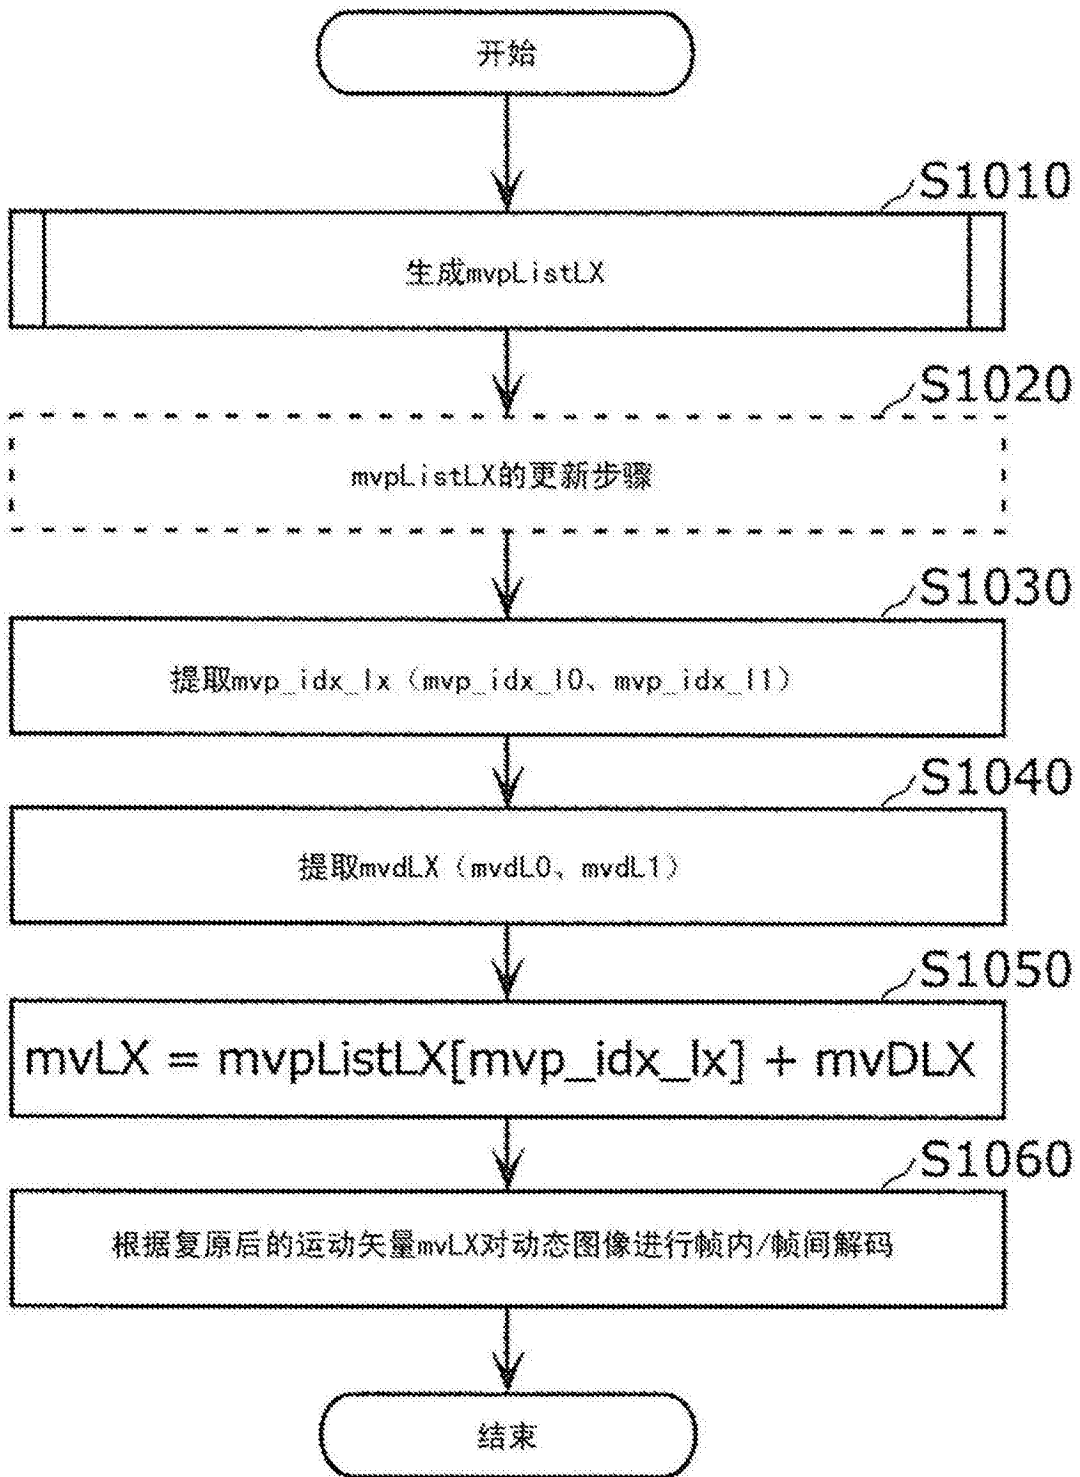 开始
S1010
生成mvpListLX
S1020
mvpListLX的更新步骤
S1030
提取mvp_idx_lx（mvp_idx_l0、mvp_idx_l1）
S1040
提取mvdLX（mvdL0、mvdL1）
S1050
mvLX = mvpListLX[mvp_idx_lx] + mvDLX
S1060
根据复原后的运动矢量mvLX对动态图像进行帧内/帧间解码
结束